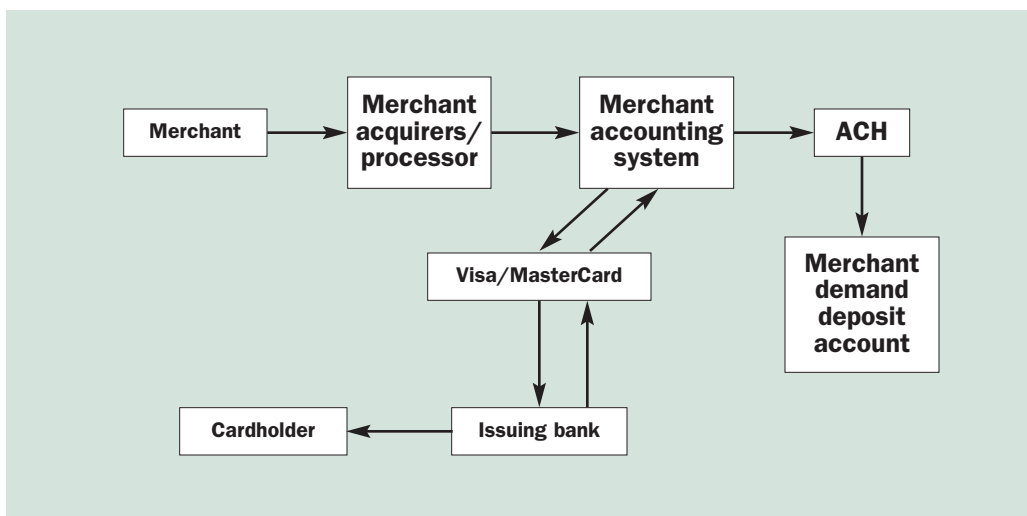 Merchant
Merchant
acquirers/
processor
Merchant
accounting
system
ACH
Visa/MasterCard
Merchant
demand
deposit
account
Cardholder
Issuing bank